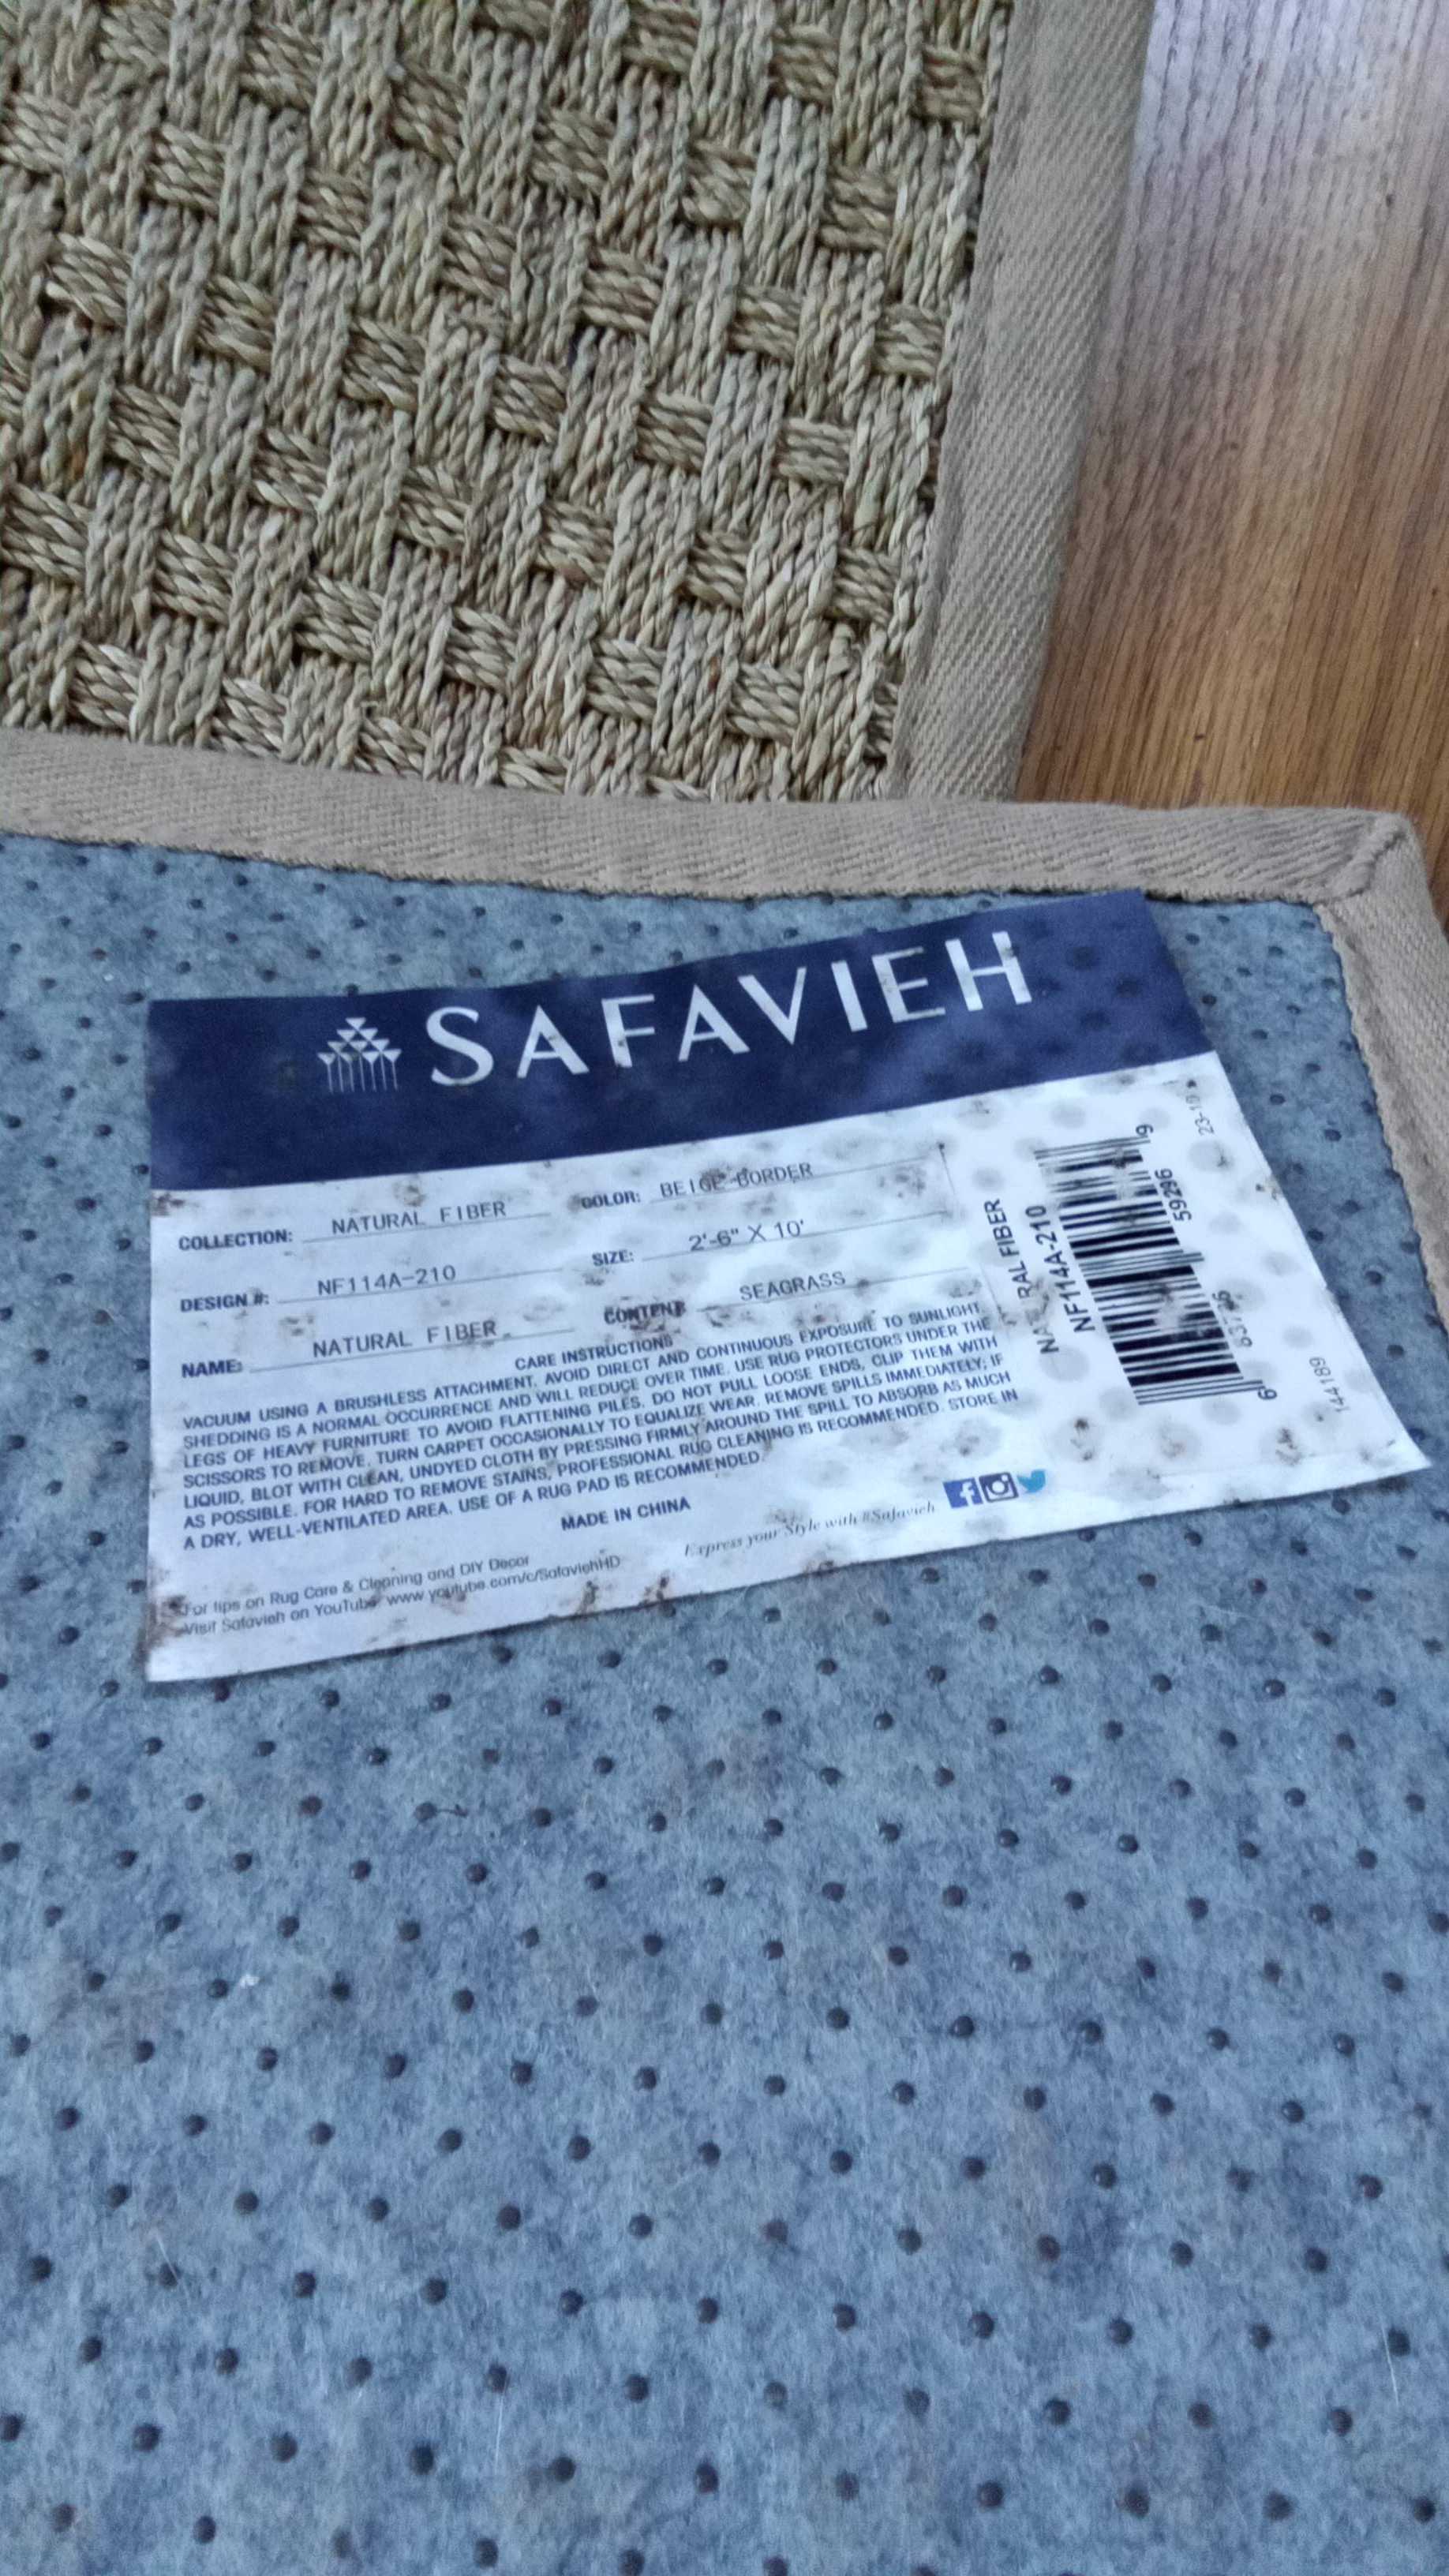 SAFAVIEH
COLLECTION: NATURAL FIBER COLOR: BEIGE BORDER
DESIGN #: NF114A-210 SIZE: 2'-6" X 10'
NAME: NATURAL FIBER CONTENT: SEAGRASS
CARE INSTRUCTIONS
VACUUM USING A BRUSHLESS ATTACHMENT. AVOID DIRECT AND CONTINUOUS EXPOSURE TO SUNLIGHT.
SHEDDING IS A NORMAL OCCURRENCE AND WILL REDUCE OVER TIME. USE RUG PROTECTORS UNDER THE
LEGS OF HEAVY FURNITURE TO AVOID FLATTENING PILES. DO NOT PULL LOOSE ENDS, CLIP THEM WITH
SCISSORS TO REMOVE. TURN CARPET OCCASIONALLY TO EQUALIZE WEAR. REMOVE SPILLS IMMEDIATELY; IF
LIQUID, BLOT WITH CLEAN, UNDYED CLOTH BY PRESSING FIRMLY AROUND THE SPILL TO ABSORB AS MUCH
AS POSSIBLE. FOR HARD TO REMOVE STAINS, PROFESSIONAL RUG CLEANING IS RECOMMENDED. STORE IN
A DRY, WELL-VENTILATED AREA. USE OF A RUG PAD IS RECOMMENDED.
MADE IN CHINA
For tips on Rug Care & Cleaning and DIY Decor
Visit Safavieh on YouTube www.youtube.com/c/SafaviehHD
Express your Style with #Safavieh
RAL FIBER
NF114A-210
6 59296 9
144189